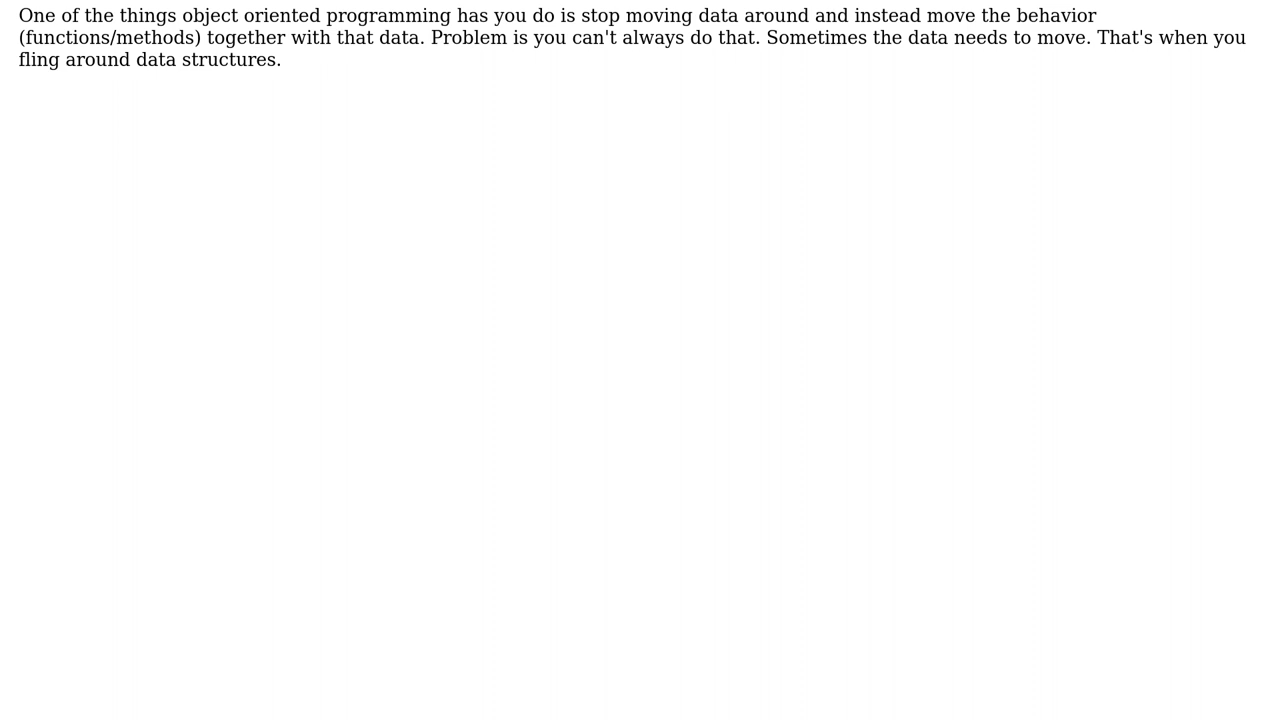 One of the things object oriented programming has you do is stop moving data around and instead move the behavior
(functions/methods) together with that data. Problem is you can't always do that. Sometimes the data needs to move. That's when you
fling around data structures.